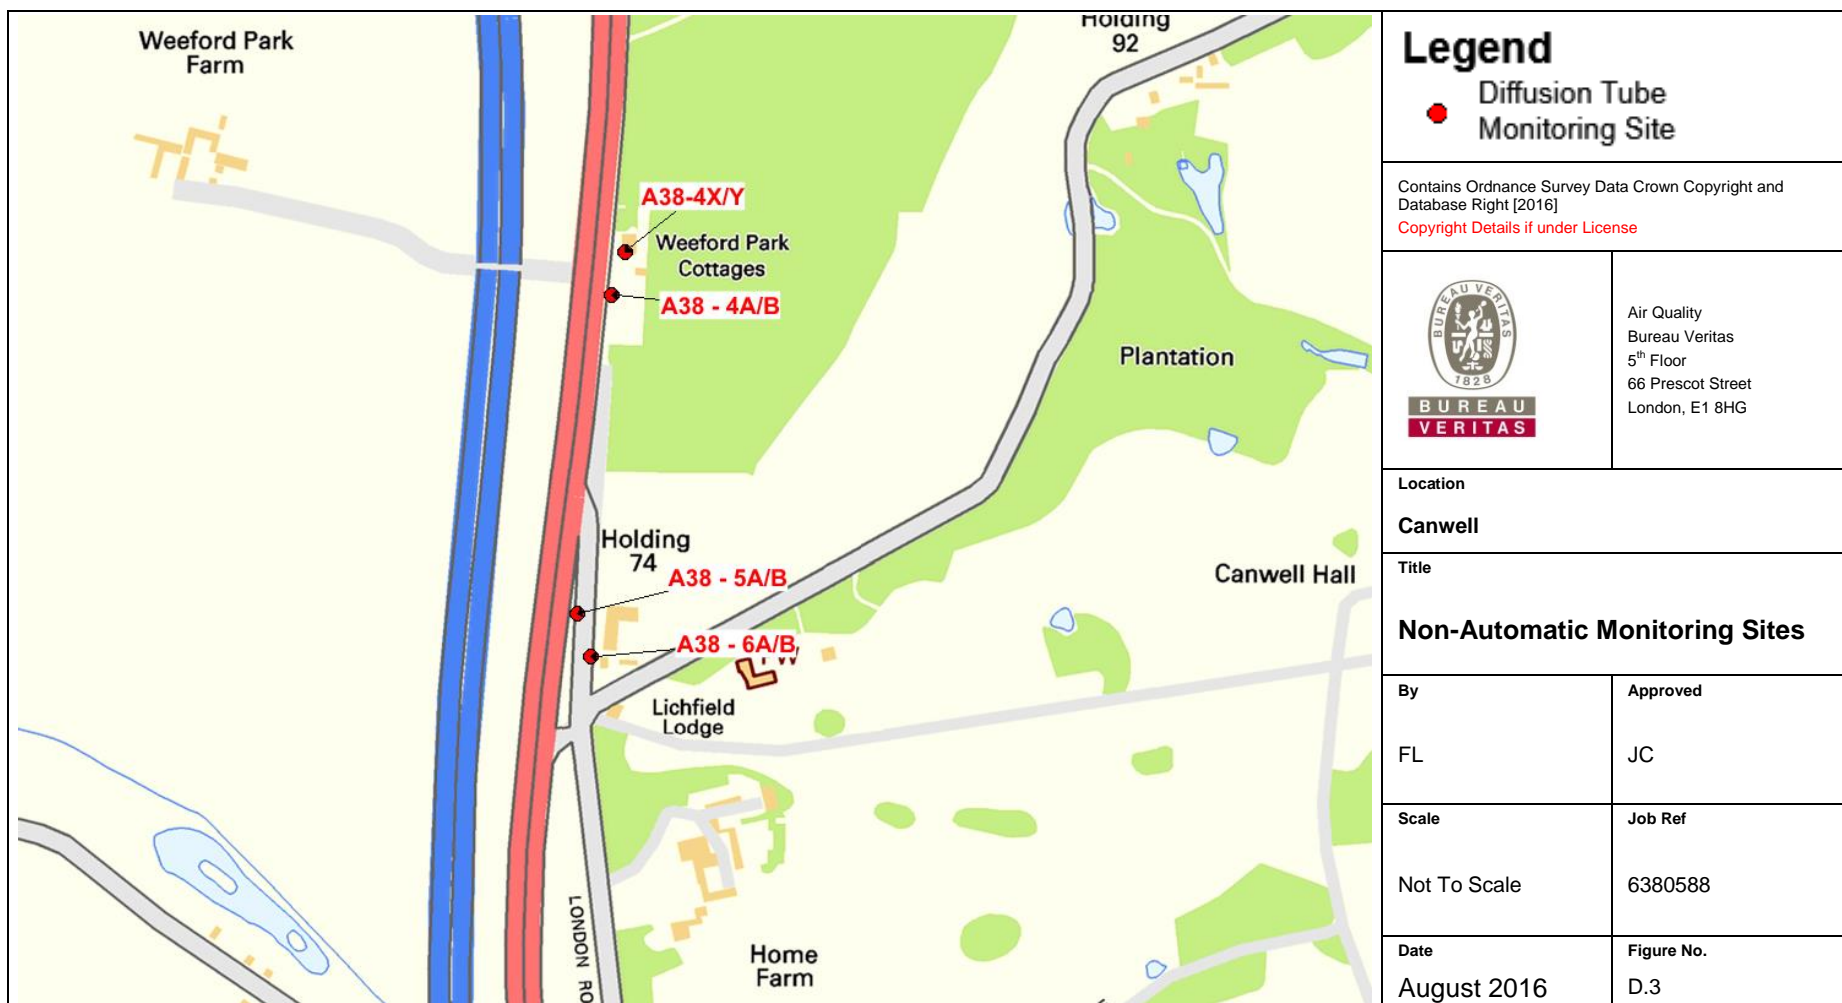 Weeford Park
Farm
Holding
92
A38-4X/Y
Weeford Park
Cottages
A38 - 4A/B
Plantation
Holding
74
A38 - 5A/B
Canwell Hall
A38 - 6A/B
Lichfield
Lodge
LONDON RO
Home
Farm
Legend
Diffusion Tube
Monitoring Site
Contains Ordnance Survey Data Crown Copyright and
Database Right [2016]
Copyright Details if under License
BUREAU VERITAS
1828
BUREAU
VERITAS
Air Quality
Bureau Veritas
5th Floor
66 Prescot Street
London, E1 8HG
Location
Canwell
Title
Non-Automatic Monitoring Sites
By
Approved
FL
JC
Scale
Job Ref
Not To Scale
6380588
Date
Figure No.
August 2016
D.3